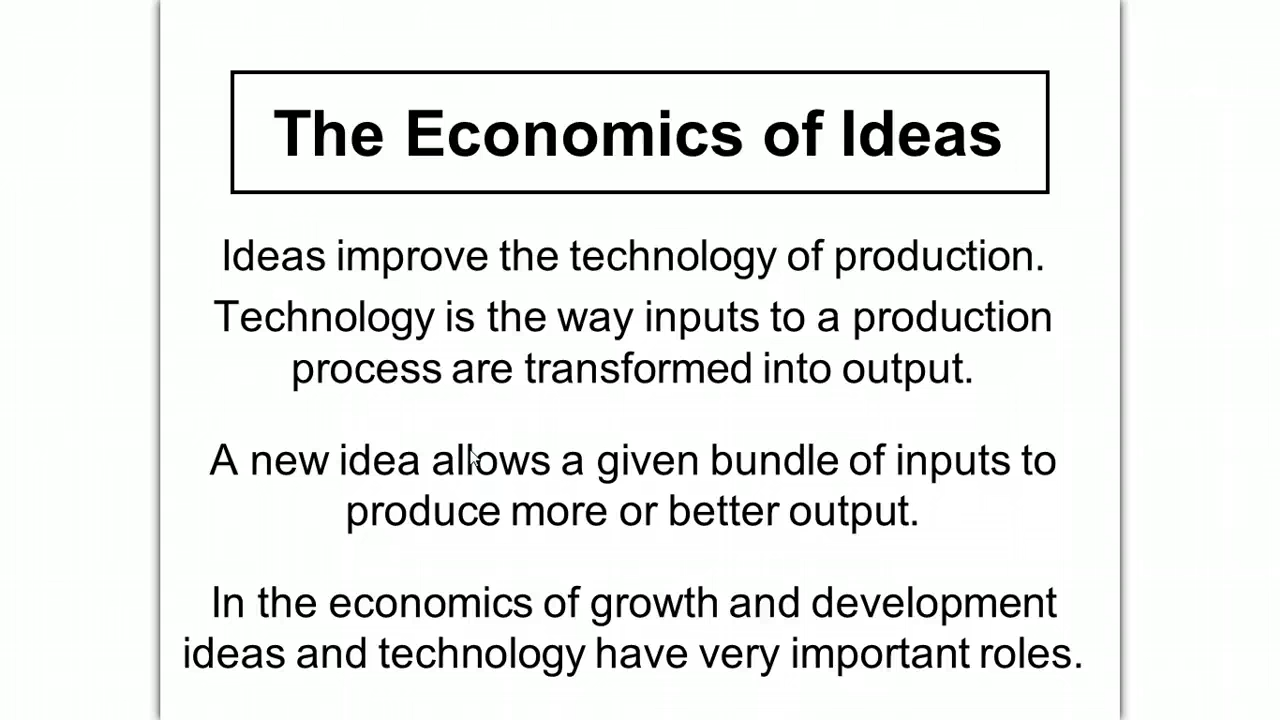 The Economics of Ideas
Ideas improve the technology of production.
Technology is the way inputs to a production
process are transformed into output.
A new idea allows a given bundle of inputs to
produce more or better output.
In the economics of growth and development
ideas and technology have very important roles.